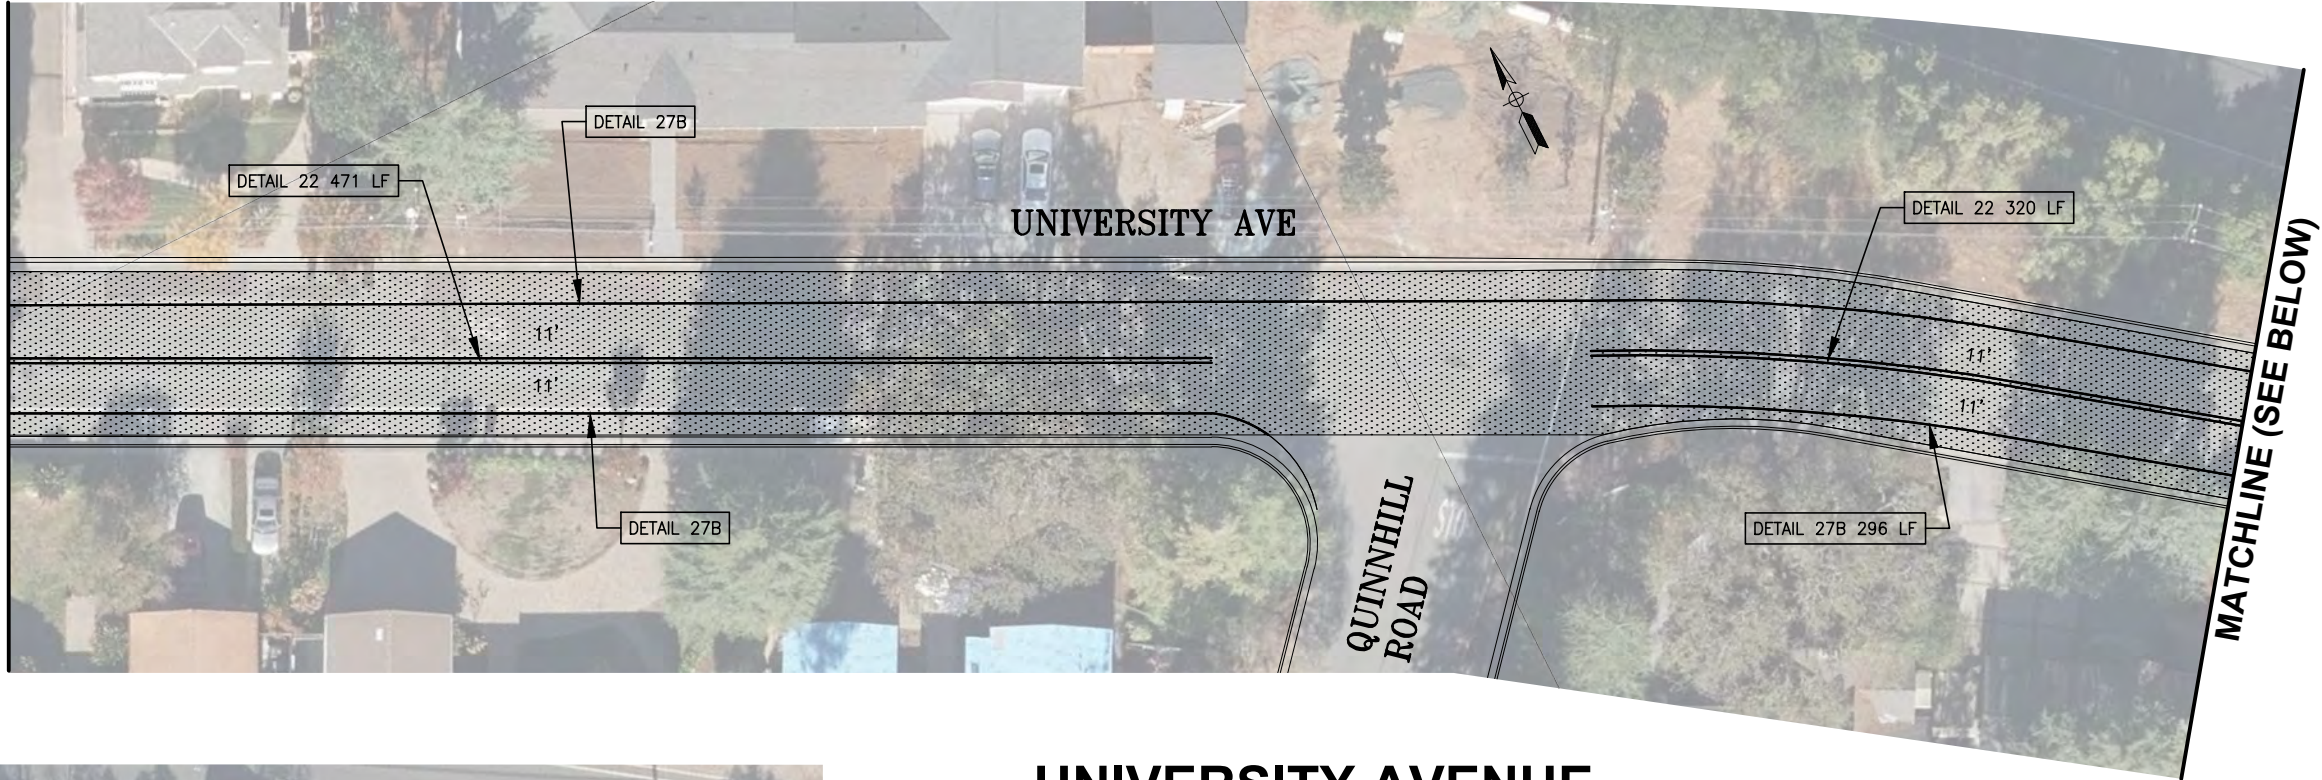 DETAIL 27B
DETAIL 22 471 LF
DETAIL 22 320 LF
UNIVERSITY AVE
11'
11'
11'
11'
DETAIL 27B
DETAIL 27B 296 LF
STOP
QUINNHILL
ROAD
MATCHLINE (SEE BELOW)
UNIVERSITY AVENUE